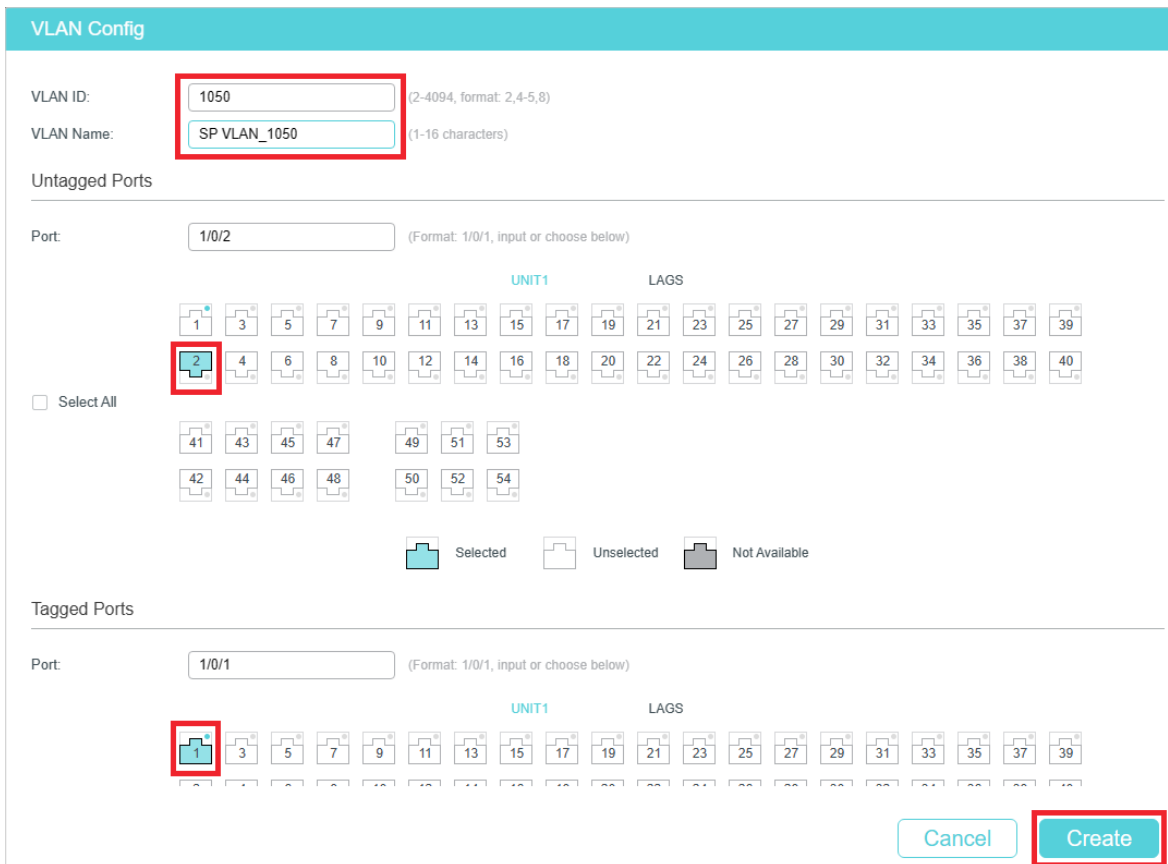 VLAN Config
VLAN ID: 1050 (2-4094, format: 2,4-5,8)
VLAN Name: SP VLAN_1050 (1-16 characters)
Untagged Ports
Port: 1/0/2 (Format: 1/0/1, input or choose below)
UNIT1 LAGS
1 3 5 7 9 11 13 15 17 19 21 23 25 27 29 31 33 35 37 39
2 4 6 8 10 12 14 16 18 20 22 24 26 28 30 32 34 36 38 40
Select All
41 43 45 47 49 51 53
42 44 46 48 50 52 54
Selected Unselected Not Available
Tagged Ports
Port: 1/0/1 (Format: 1/0/1, input or choose below)
UNIT1 LAGS
1 3 5 7 9 11 13 15 17 19 21 23 25 27 29 31 33 35 37 39
Cancel Create